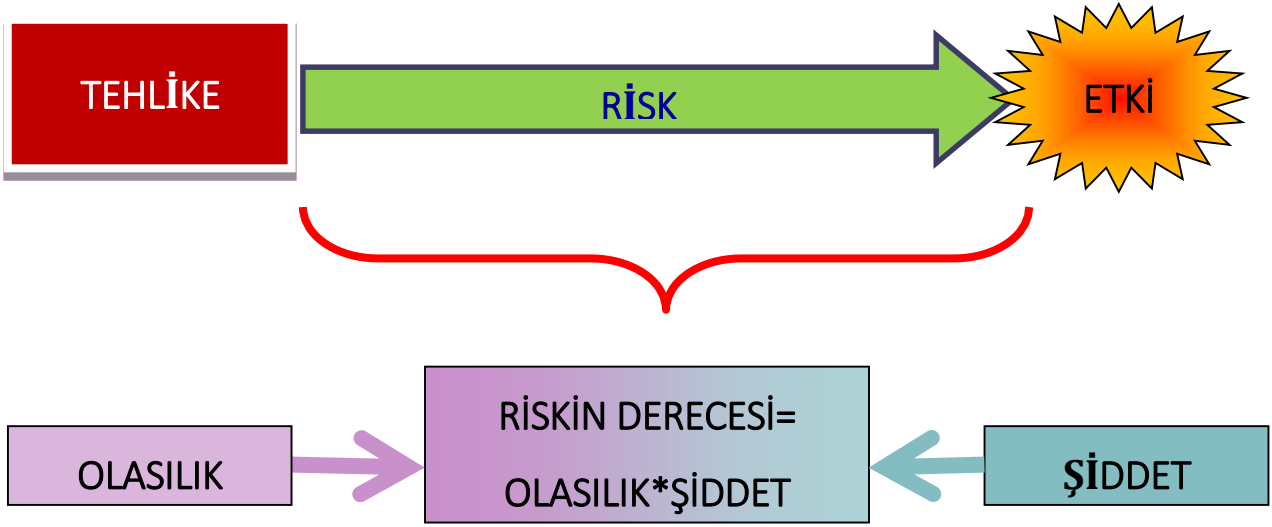 TEHLİKE
RİSK
ETKİ
RİSKİN DERECESİ=
OLASILIK*ŞİDDET
OLASILIK
ŞİDDET